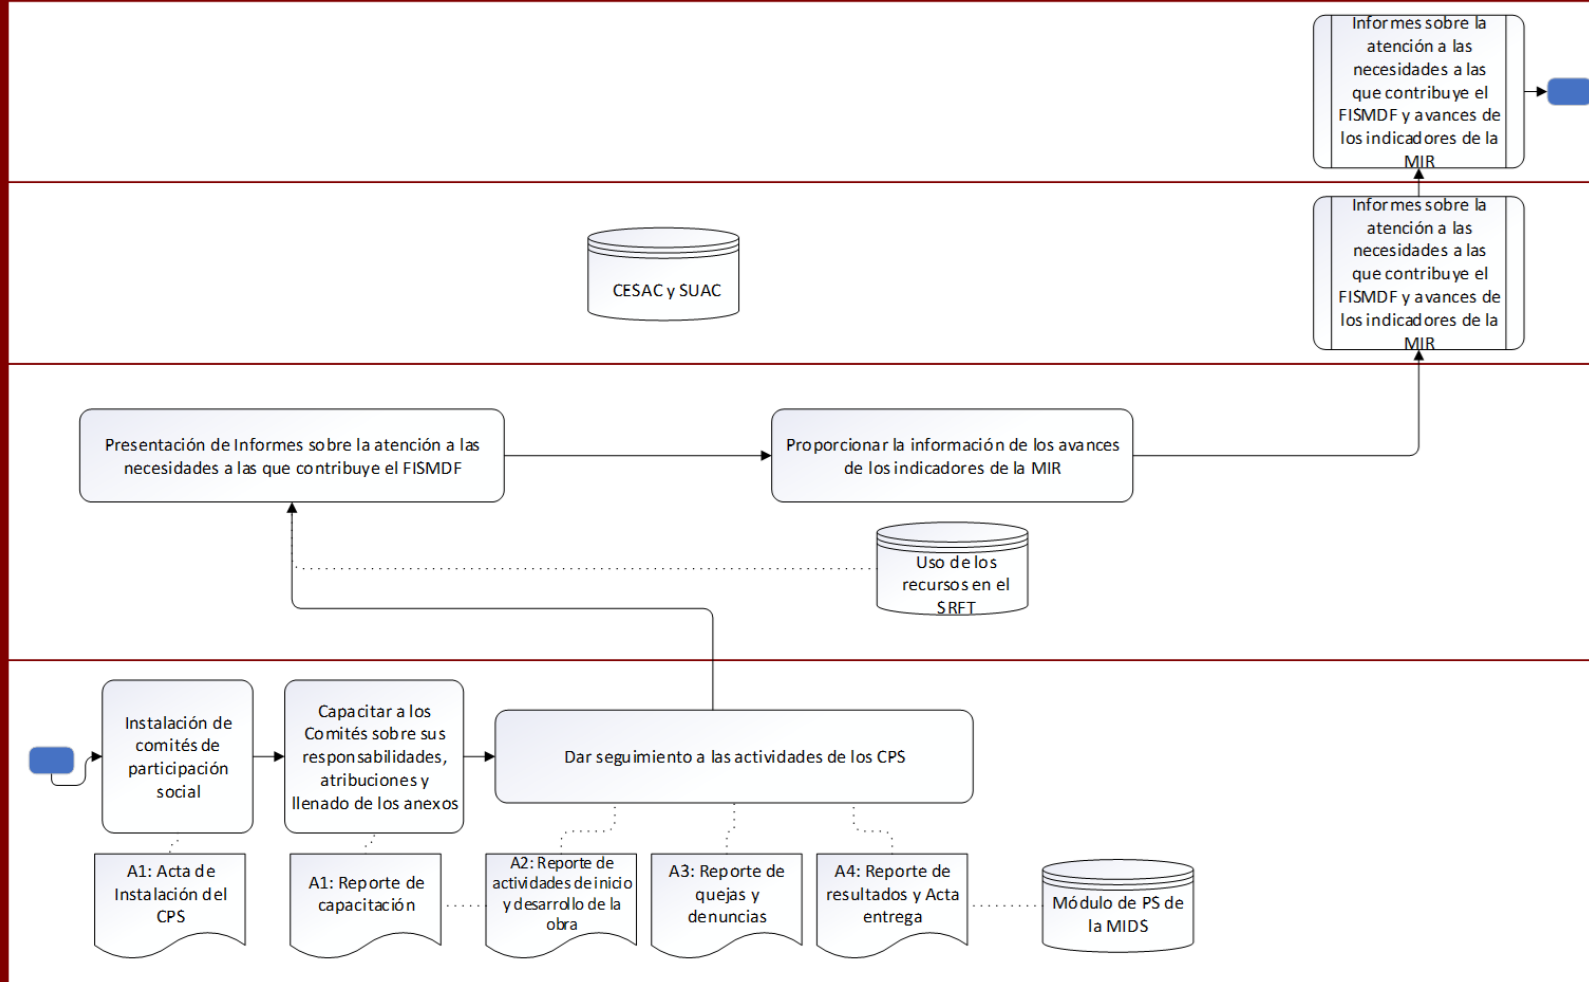 Informes sobre la
atención a las
necesidades a las
que contribuye el
FISMDF y avances de
los indicadores de la
MIR
Informes sobre la
atención a las
necesidades a las
que contribuye el
FISMDF y avances de
los indicadores de la
MIR
CESAC y SUAC
Presentación de Informes sobre la atención a las
necesidades a las que contribuye el FISMDF
Proporcionar la información de los avances
de los indicadores de la MIR
Uso de los
recursos en el
SRFT
Instalación de
comités de
participación
social
Capacitar a los
Comités sobre sus
responsabilidades,
atribuciones y
llenado de los anexos
Dar seguimiento a las actividades de los CPS
A1: Acta de
Instalación del
CPS
A1: Reporte de
capacitación
A2: Reporte de
actividades de inicio
y desarrollo de la
obra
A3: Reporte de
quejas y
denuncias
A4: Reporte de
resultados y Acta
entrega
Módulo de PS de
la MIDS